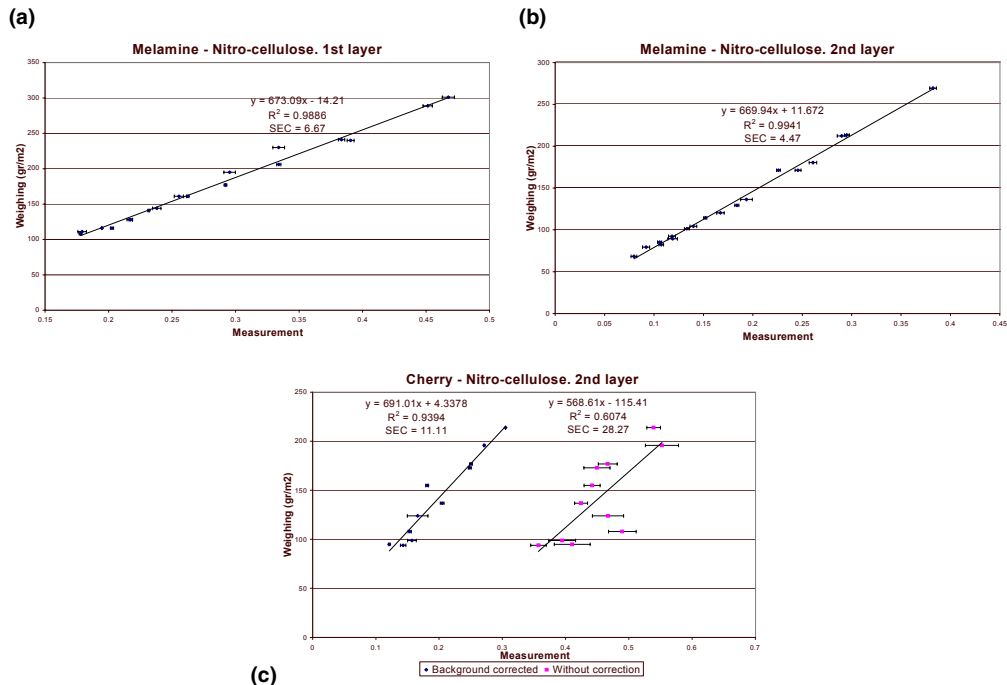 (a)
Melamine - Nitro-cellulose. 1st layer
350
300
250
200
150
100
50
0
Weighing (gr/m2)
y = 673.09x - 14.21
R² = 0.9886
SEC = 6.67
0.15 0.2 0.25 0.3 0.35 0.4 0.45 0.5
Measurement
(b)
Melamine - Nitro-cellulose. 2nd layer
300
250
200
150
100
50
0
Weighing (gr/m2)
y = 669.94x + 11.672
R² = 0.9941
SEC = 4.47
0 0.05 0.1 0.15 0.2 0.25 0.3 0.35 0.4 0.45
Measurement
Cherry - Nitro-cellulose. 2nd layer
250
200
150
100
50
0
Weighing (gr/m2)
y = 691.01x + 4.3378
R² = 0.9394
SEC = 11.11
y = 568.61x - 115.41
R² = 0.6074
SEC = 28.27
0 0.1 0.2 0.3 0.4 0.5 0.6 0.7
Measurement
Background corrected Without correction
(c)